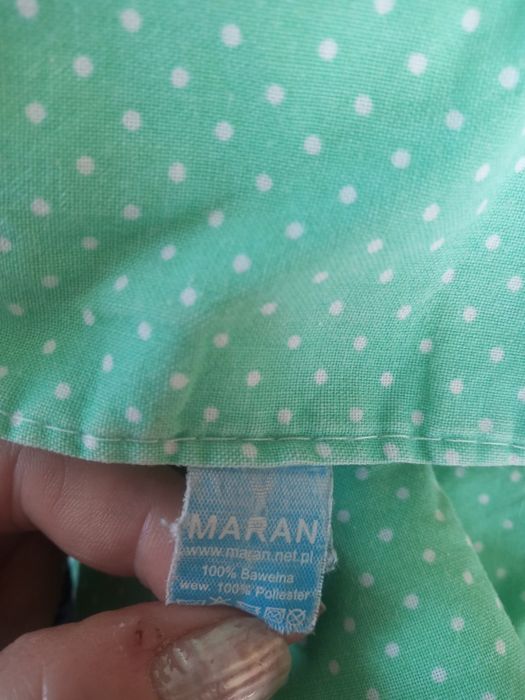 MARAN
www.maran.net.pl
100% Bawełna
wew. 100% Poliester